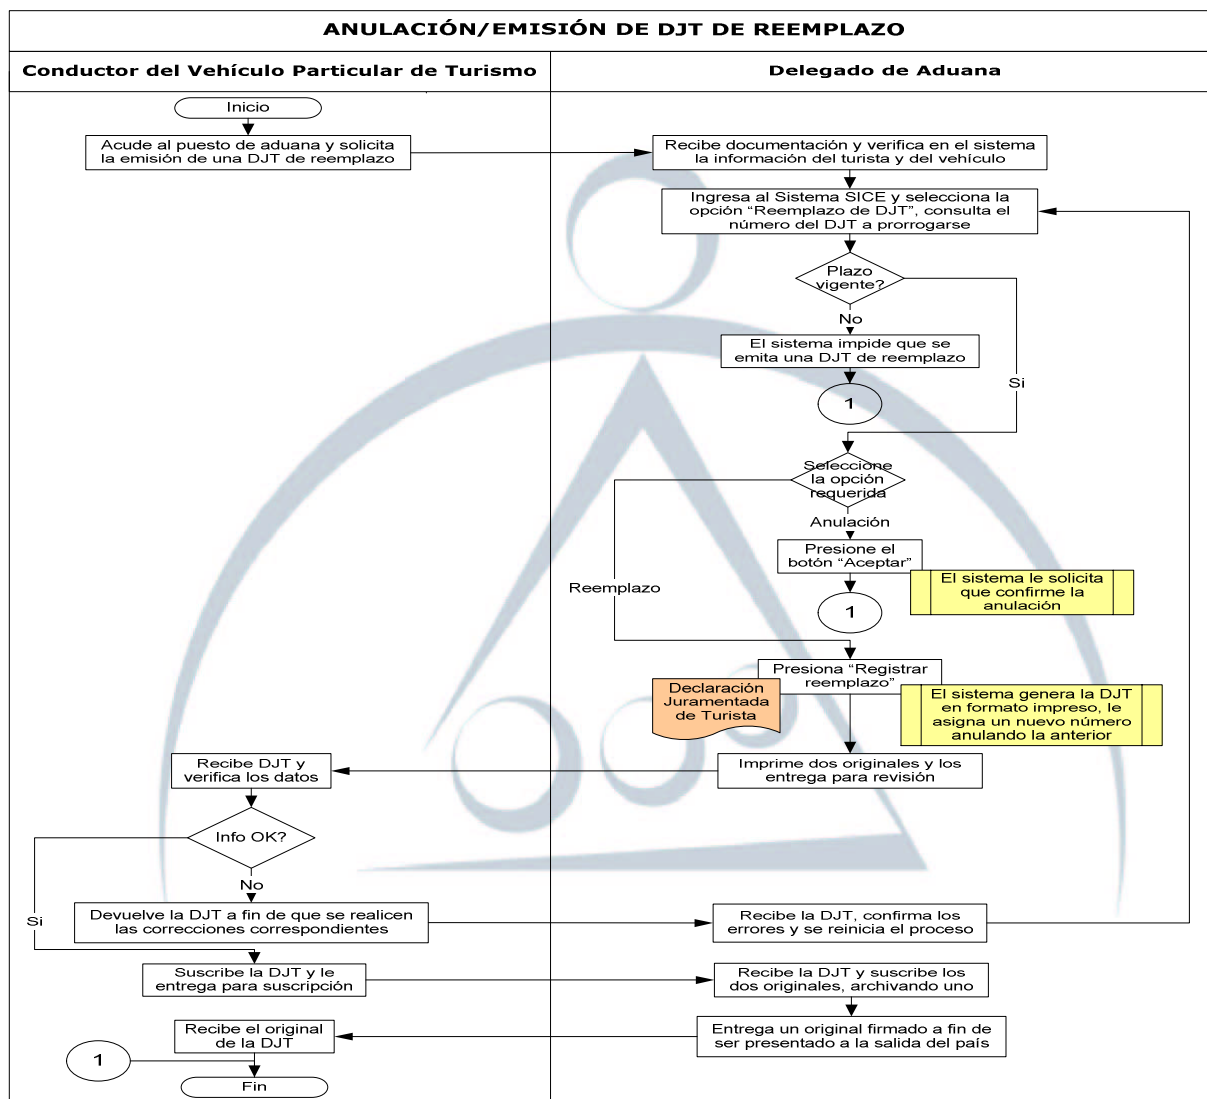 ANULACIÓN/EMISIÓN DE DJT DE REEMPLAZO
Conductor del Vehículo Particular de Turismo
Delegado de Aduana
Inicio
Acude al puesto de aduana y solicita
la emisión de una DJT de reemplazo
Recibe documentación y verifica en el sistema
la información del turista y del vehículo
Ingresa al Sistema SICE y selecciona la
opción “Reemplazo de DJT”, consulta el
número del DJT a prorrogarse
Plazo
vigente?
No
Si
El sistema impide que se
emita una DJT de reemplazo
1
Seleccione
la opción
requerida
Anulación
Reemplazo
Presione el
botón “Aceptar”
El sistema le solicita
que confirme la
anulación
1
Presiona “Registrar
reemplazo”
Declaración
Juramentada
de Turista
El sistema genera la DJT
en formato impreso, le
asigna un nuevo número
anulando la anterior
Imprime dos originales y los
entrega para revisión
Recibe DJT y
verifica los datos
Info OK?
No
Si
Devuelve la DJT a fin de que se realicen
las correcciones correspondientes
Recibe la DJT, confirma los
errores y se reinicia el proceso
Suscribe la DJT y le
entrega para suscripción
Recibe la DJT y suscribe los
dos originales, archivando uno
Entrega un original firmado a fin de
ser presentado a la salida del país
Recibe el original
de la DJT
1
Fin